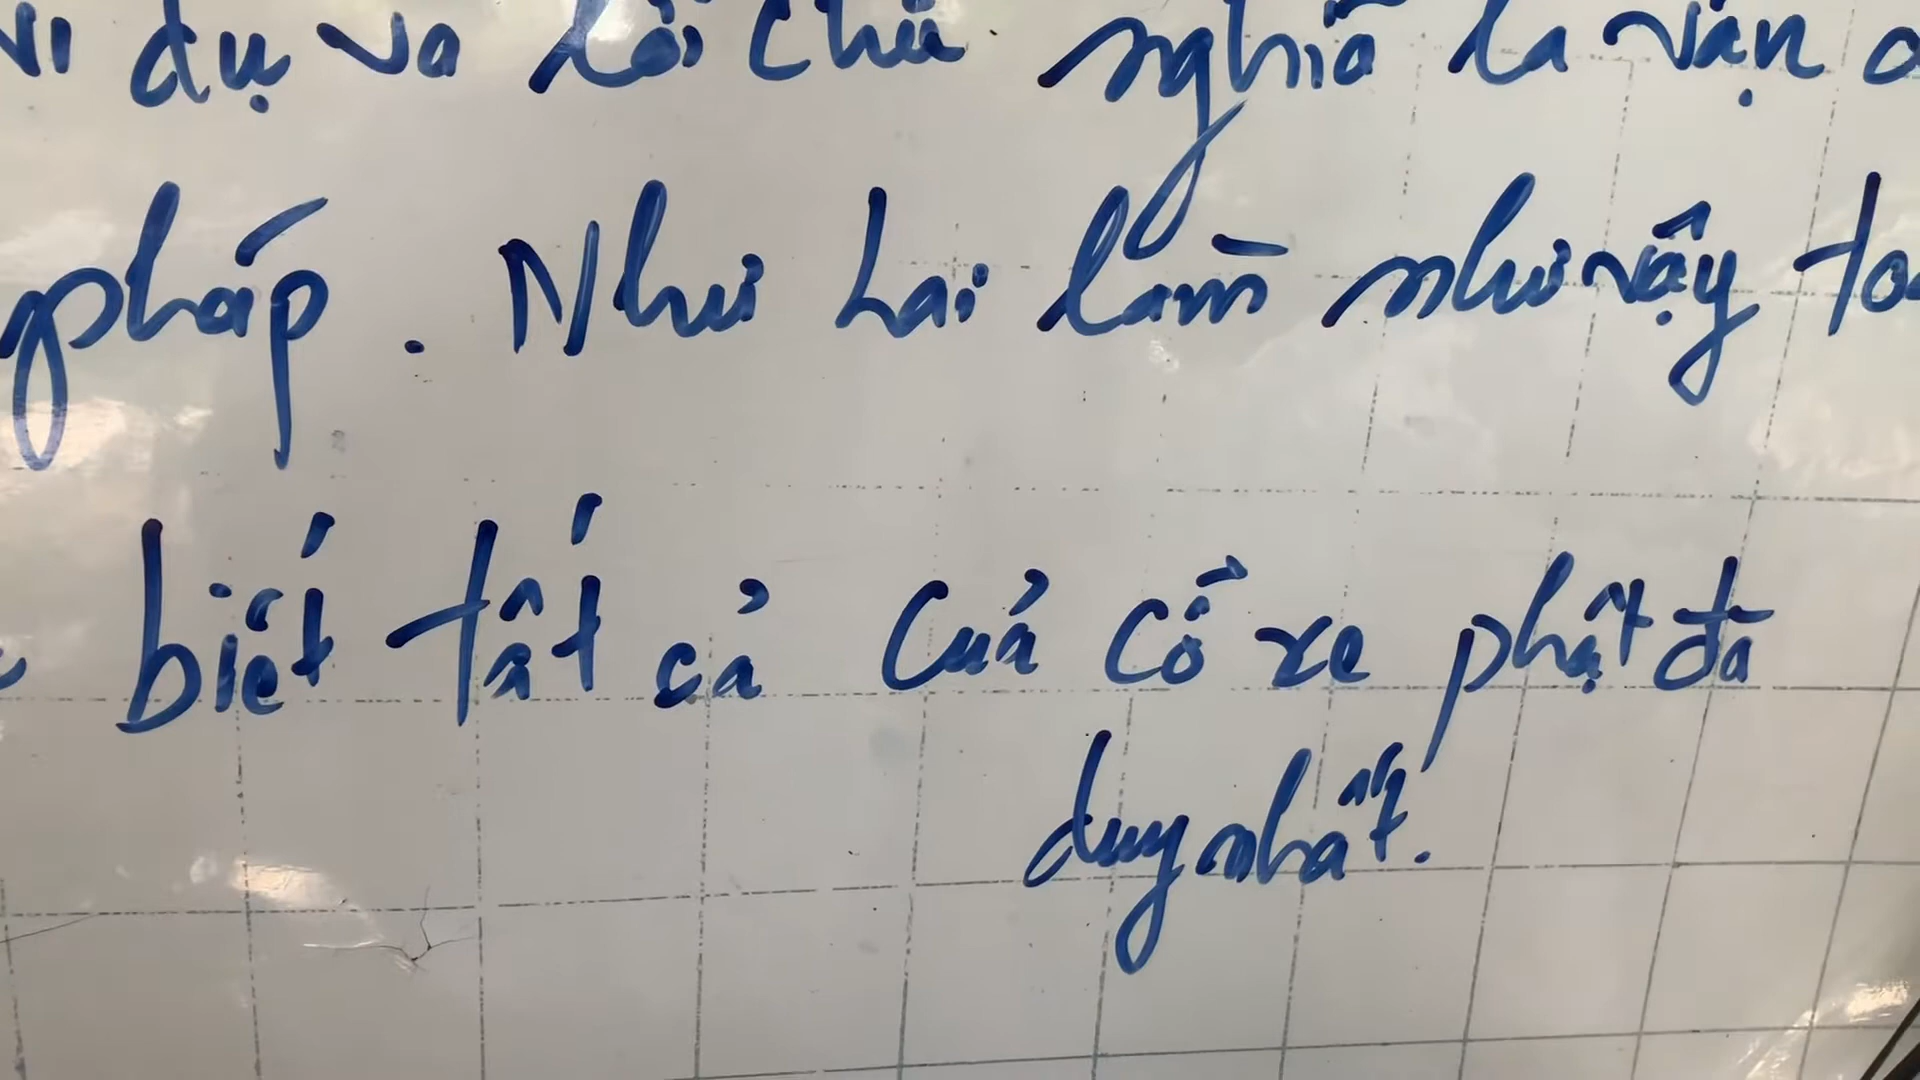 ví dụ và lời chú nghĩa là vận
pháp. Như Lai làm như vậy
biết tất cả của cỗ xe phật đà
duy nhất.